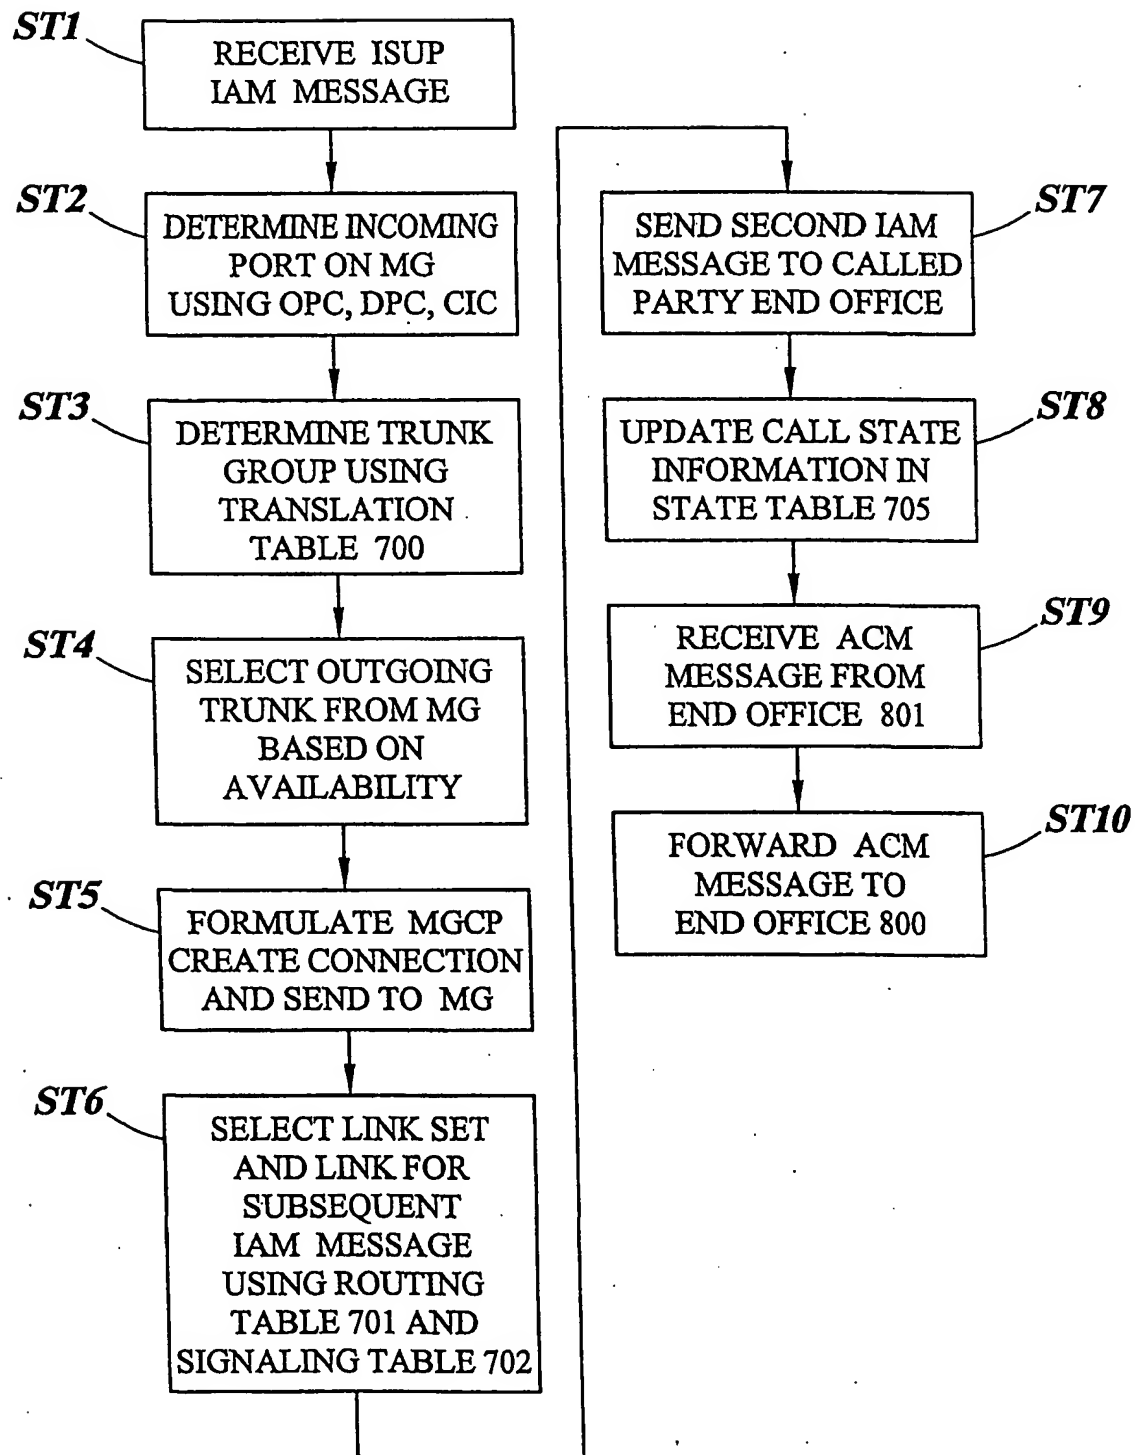 ST1
RECEIVE ISUP
IAM MESSAGE
ST2
DETERMINE INCOMING
PORT ON MG
USING OPC, DPC, CIC
ST3
DETERMINE TRUNK
GROUP USING
TRANSLATION
TABLE 700
ST4
SELECT OUTGOING
TRUNK FROM MG
BASED ON
AVAILABILITY
ST5
FORMULATE MGCP
CREATE CONNECTION
AND SEND TO MG
ST6
SELECT LINK SET
AND LINK FOR
SUBSEQUENT
IAM MESSAGE
USING ROUTING
TABLE 701 AND
SIGNALING TABLE 702
ST7
SEND SECOND IAM
MESSAGE TO CALLED
PARTY END OFFICE
ST8
UPDATE CALL STATE
INFORMATION IN
STATE TABLE 705
ST9
RECEIVE ACM
MESSAGE FROM
END OFFICE 801
ST10
FORWARD ACM
MESSAGE TO
END OFFICE 800